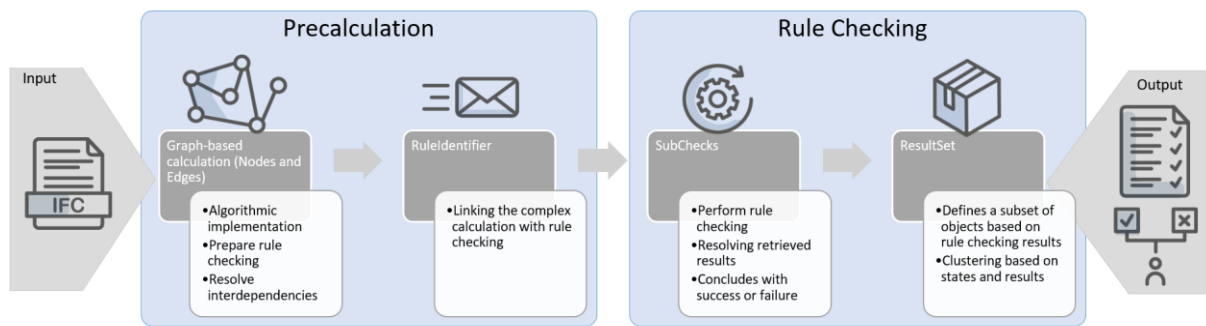 Precalculation
Rule Checking
Input
Output
IFC
Graph-based
calculation (Nodes and
Edges)
•Algorithmic
implementation
•Prepare rule
checking
•Resolve
interdependencies
RuleIdentifier
•Linking the complex
calculation with rule
checking
SubChecks
•Perform rule
checking
•Resolving retrieved
results
•Concludes with
success or failure
ResultSet
•Defines a subset of
objects based on
rule checking results
•Clustering based on
states and results